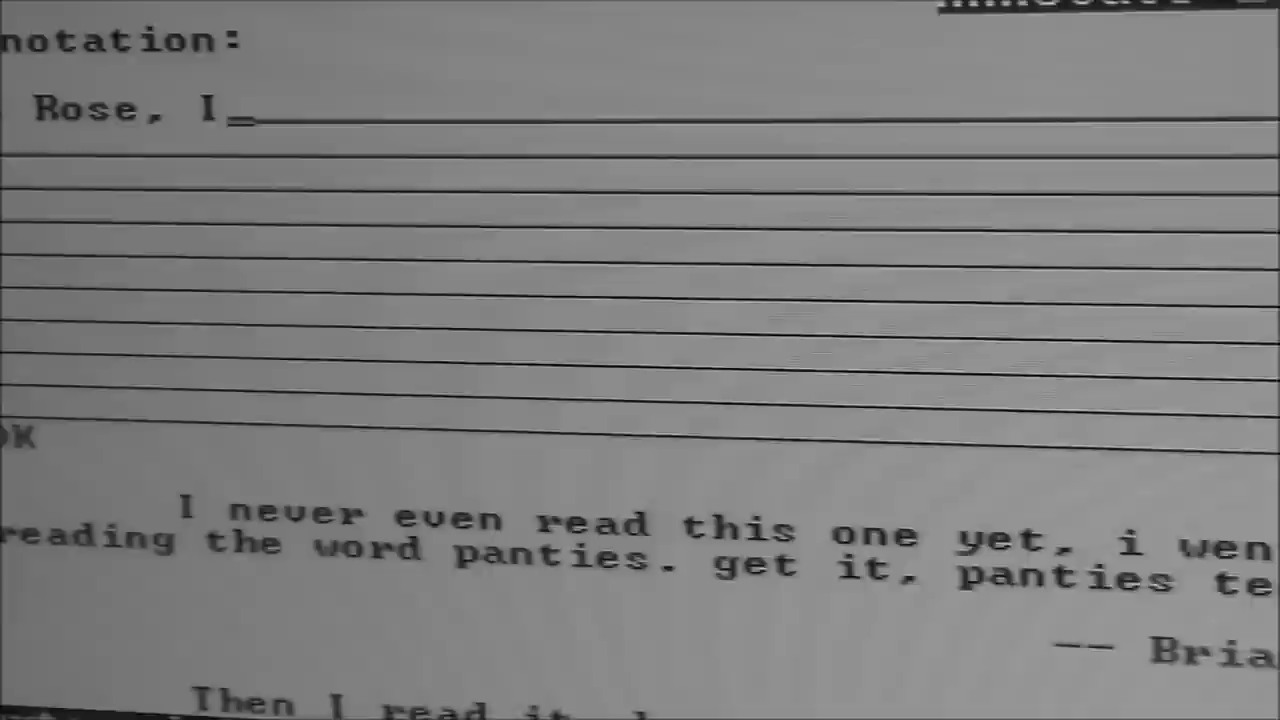 notation:
Rose, I_
OK
I never even read this one yet. i wen
reading the word panties. get it. panties te
-- Bria
Then I read it